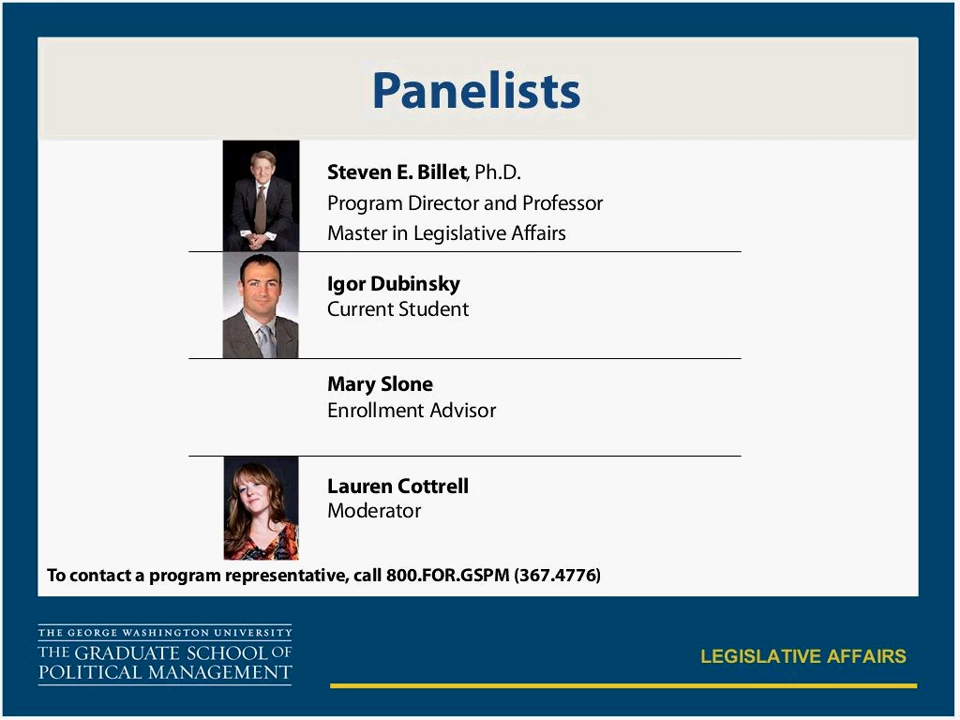 Panelists
Steven E. Billet, Ph.D.
Program Director and Professor
Master in Legislative Affairs
Igor Dubinsky
Current Student
Mary Slone
Enrollment Advisor
Lauren Cottrell
Moderator
To contact a program representative, call 800.FOR.GSPM (367.4776)
THE GEORGE WASHINGTON UNIVERSITY
THE GRADUATE SCHOOL OF
POLITICAL MANAGEMENT
LEGISLATIVE AFFAIRS